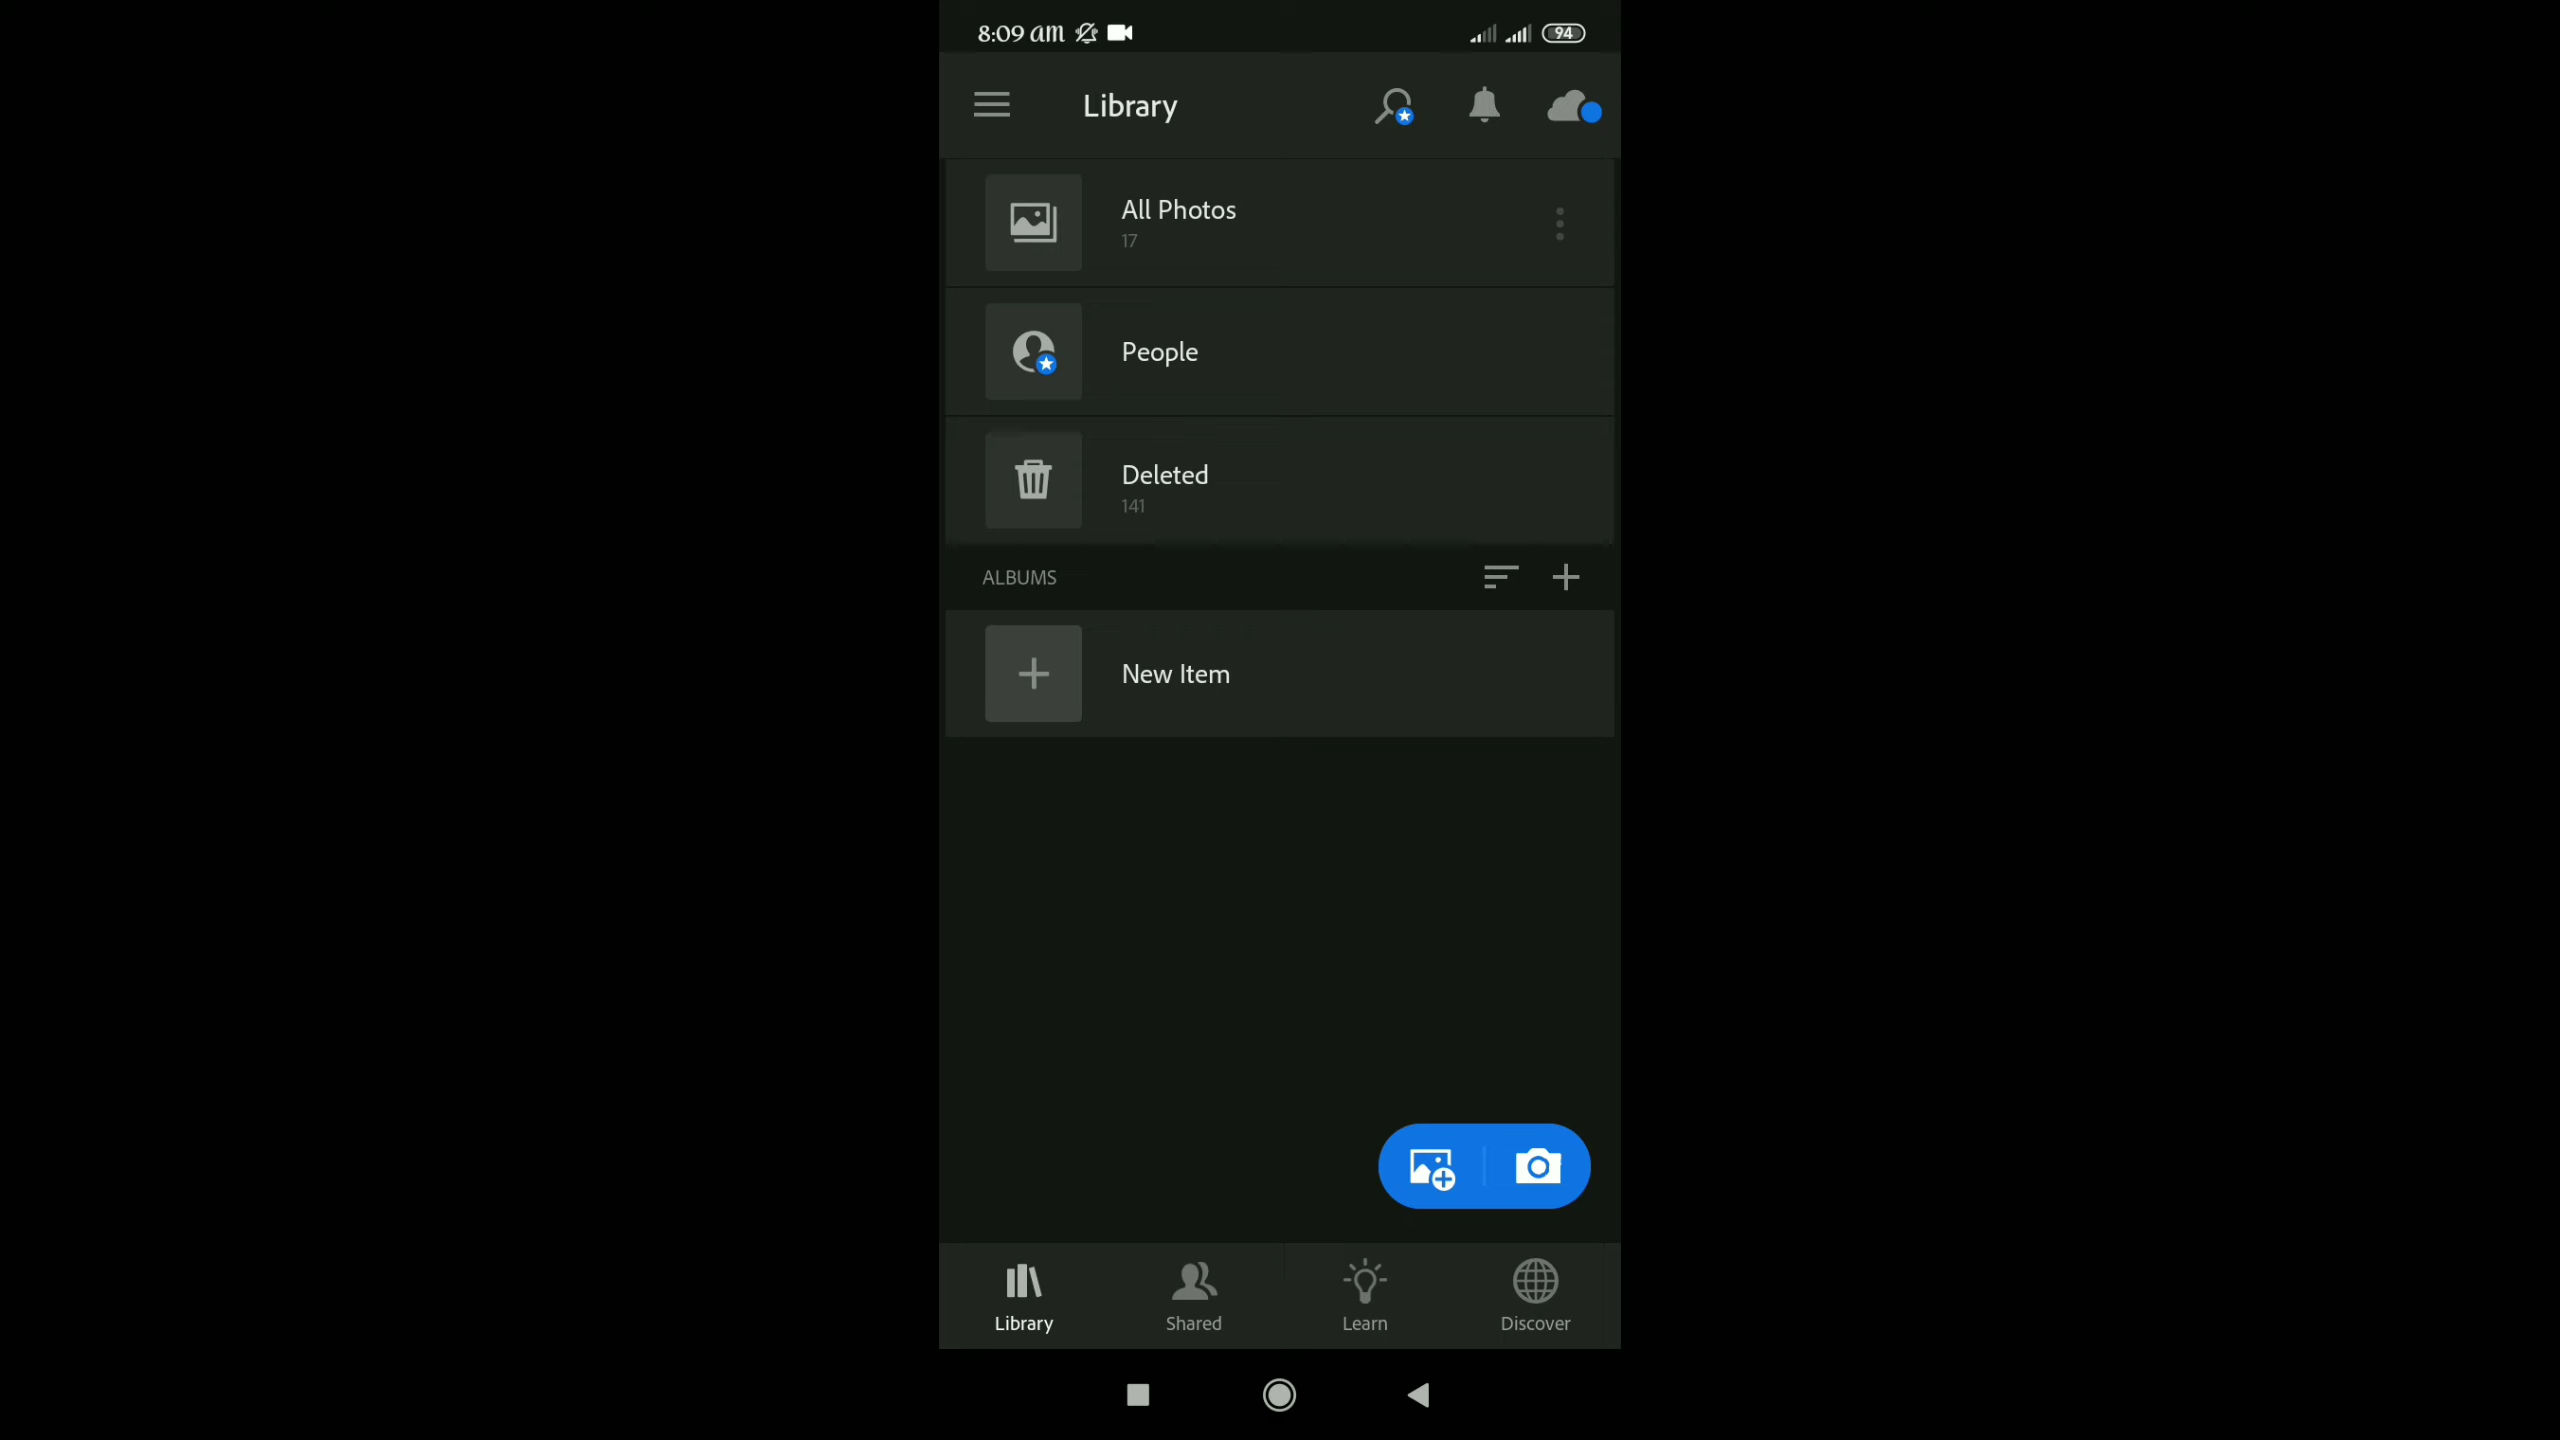 8:09 am
94
Library
All Photos
17
People
Deleted
141
ALBUMS
New Item
Library
Shared
Learn
Discover